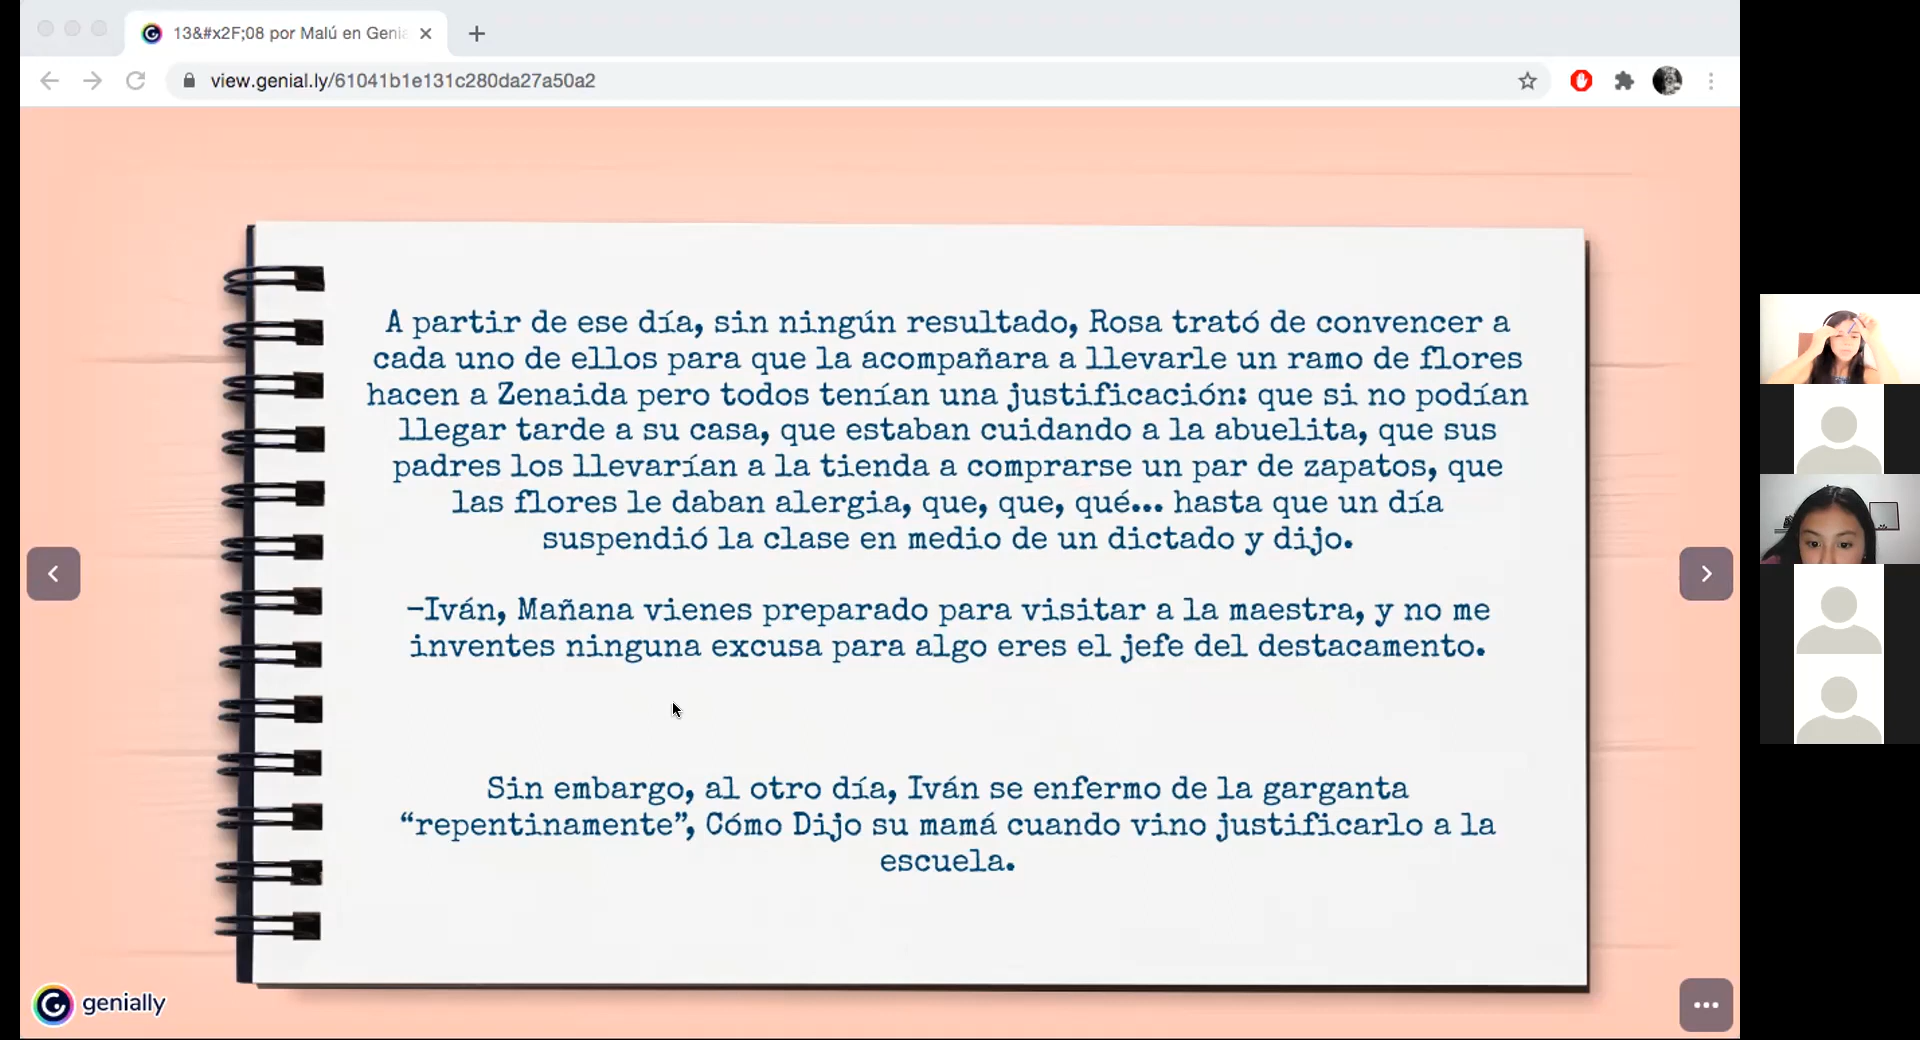 13&#x2F;08 por Malú en Genia
view.genial.ly/61041b1e131c280da27a50a2
A partir de ese día, sin ningún resultado, Rosa trató de convencer a
cada uno de ellos para que la acompañara a llevarle un ramo de flores
hacen a Zenaida pero todos tenían una justificación: que si no podían
llegar tarde a su casa, que estaban cuidando a la abuelita, que sus
padres los llevarían a la tienda a comprarse un par de zapatos, que
las flores le daban alergia, que, que, qué... hasta que un día
suspendió la clase en medio de un dictado y dijo.
-Iván, Mañana vienes preparado para visitar a la maestra, y no me
inventes ninguna excusa para algo eres el jefe del destacamento.
Sin embargo, al otro día, Iván se enfermo de la garganta
“repentinamente”, Cómo Dijo su mamá cuando vino justificarlo a la
escuela.
genially